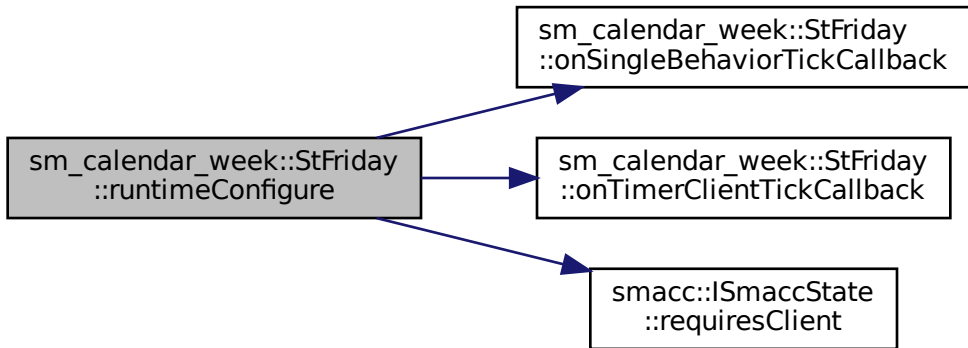 sm_calendar_week::StFriday
::onSingleBehaviorTickCallback
sm_calendar_week::StFriday
::runtimeConfigure
sm_calendar_week::StFriday
::onTimerClientTickCallback
smacc::ISmaccState
::requiresClient